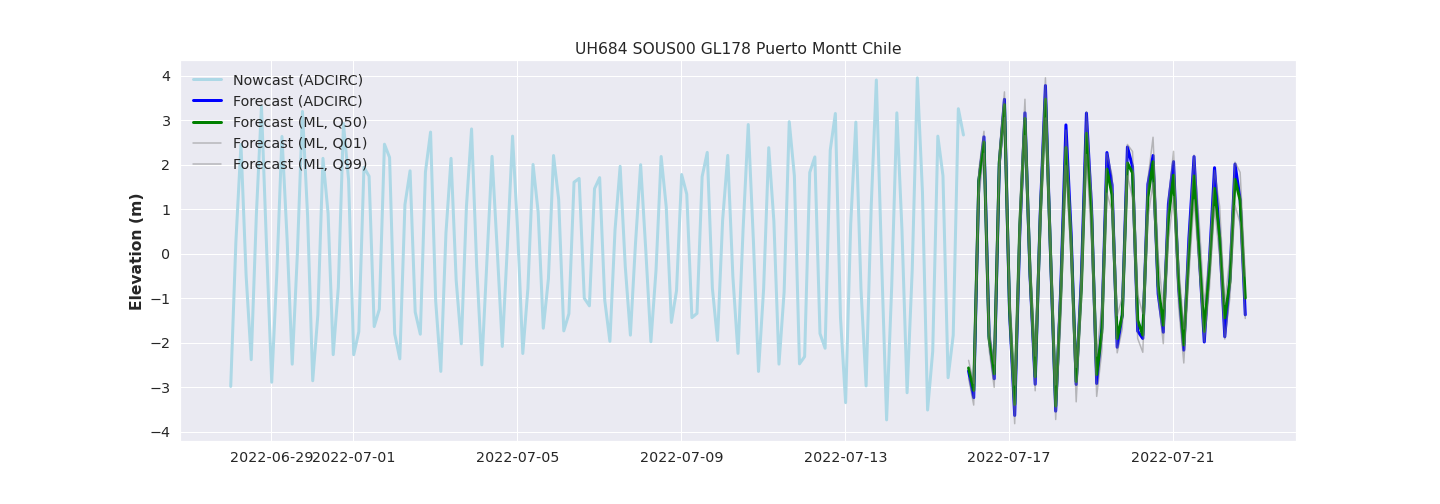 UH684 SOUS00 GL178 Puerto Montt Chile
Nowcast (ADCIRC)
Forecast (ADCIRC)
Forecast (ML, Q50)
Forecast (ML, Q01)
Forecast (ML, Q99)
Elevation (m)
4
3
2
1
0
−1
−2
−3
−4
2022-06-29 2022-07-01 2022-07-05 2022-07-09 2022-07-13 2022-07-17 2022-07-21